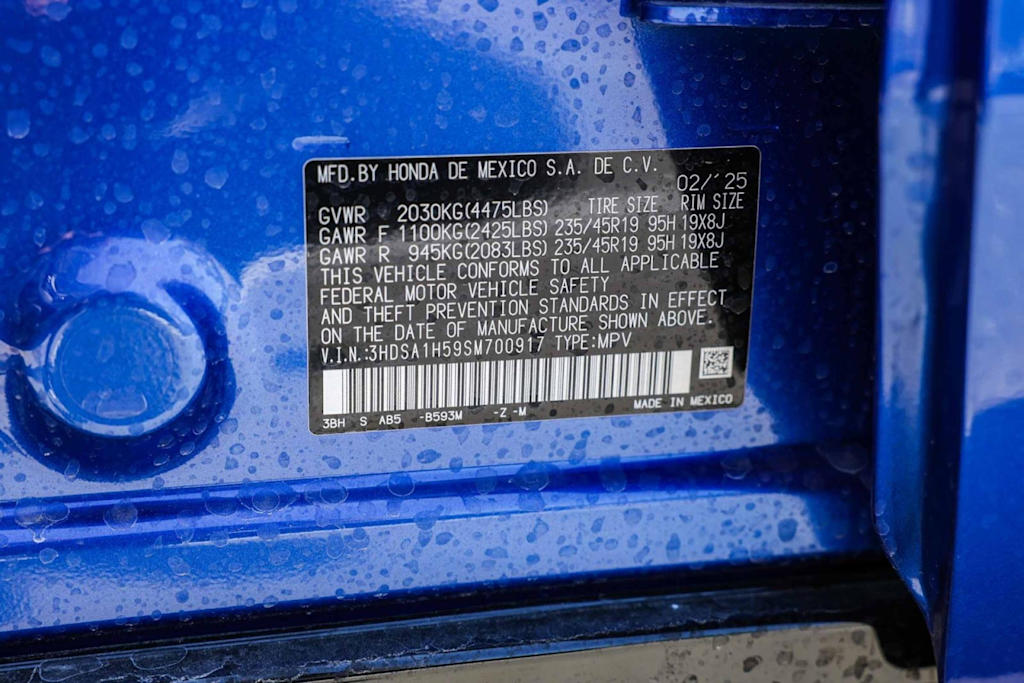 MFD.BY HONDA DE MEXICO S.A. DE C.V.
02/'25
GVWR 2030KG(4475LBS) TIRE SIZE RIM SIZE
GAWR F 1100KG(2425LBS) 235/45R19 95H 19X8J
GAWR R 945KG(2083LBS) 235/45R19 95H 19X8J
THIS VEHICLE CONFORMS TO ALL APPLICABLE
FEDERAL MOTOR VEHICLE SAFETY
AND THEFT PREVENTION STANDARDS IN EFFECT
ON THE DATE OF MANUFACTURE SHOWN ABOVE.
V.I.N.:3HDSA1H59SM700917 TYPE:MPV
3BH S AB5 -B593M -Z -M MADE IN MEXICO